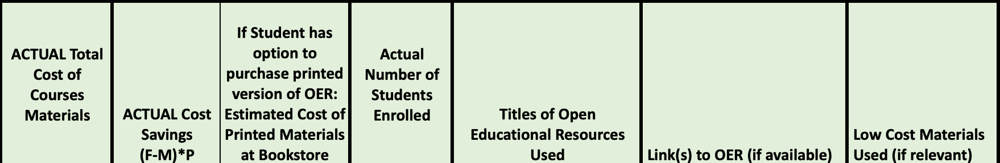 ACTUAL Total
Cost of
Courses
Materials
ACTUAL Cost
Savings
(F-M)*P
If Student has
option to
purchase printed
version of OER:
Estimated Cost of
Printed Materials
at Bookstore
Actual
Number of
Students
Enrolled
Titles of Open
Educational Resources
Used
Link(s) to OER (if available)
Low Cost Materials
Used (if relevant)